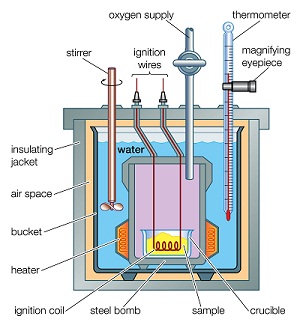 oxygen supply
thermometer
stirrer
ignition
wires
magnifying
eyepiece
insulating
jacket
water
air space
bucket
heater
ignition coil
steel bomb
sample
crucible